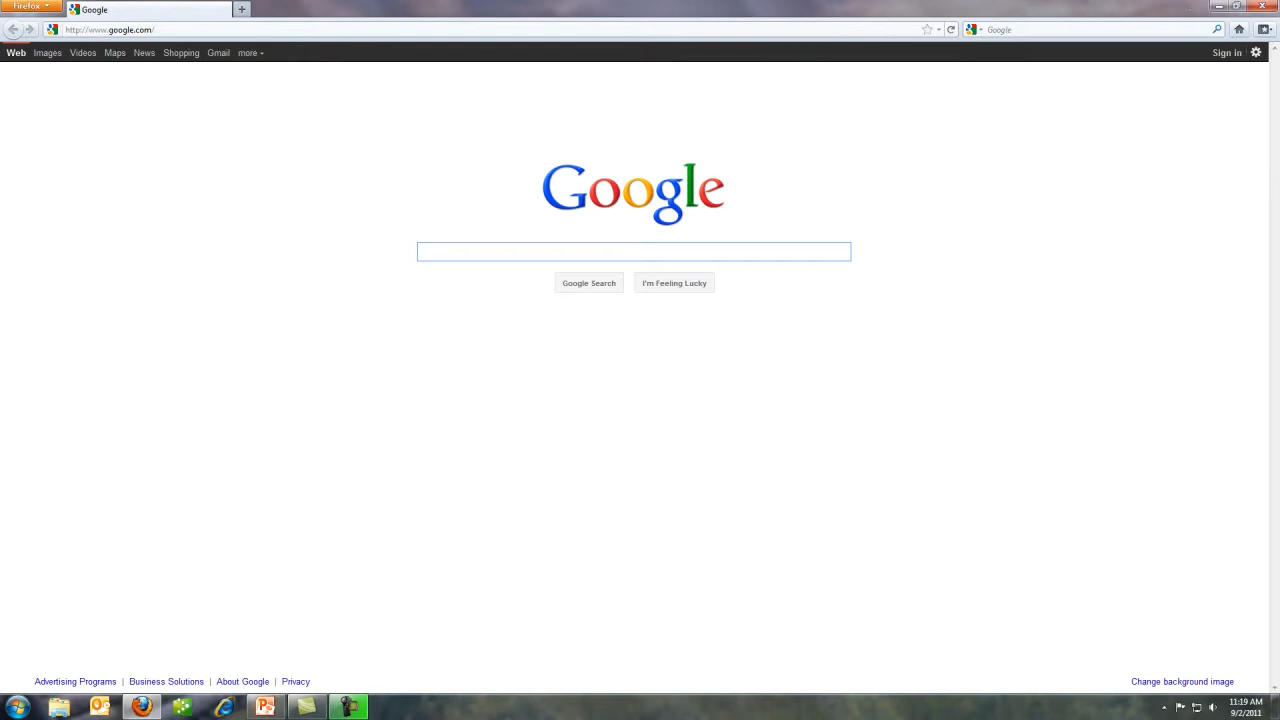 Firefox
Google
http://www.google.com/
Google
Web Images Videos Maps News Shopping Gmail more
Sign in
Google
Google Search
I'm Feeling Lucky
Advertising Programs | Business Solutions | About Google | Privacy
Change background image
11:19 AM
9/2/2011